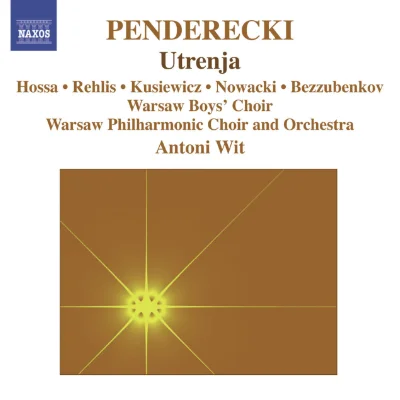 NAXOS
PENDERECKI
Utrenja
Hossa • Rehlis • Kusiewicz • Nowacki • Bezzubenkov
Warsaw Boys’ Choir
Warsaw Philharmonic Choir and Orchestra
Antoni Wit